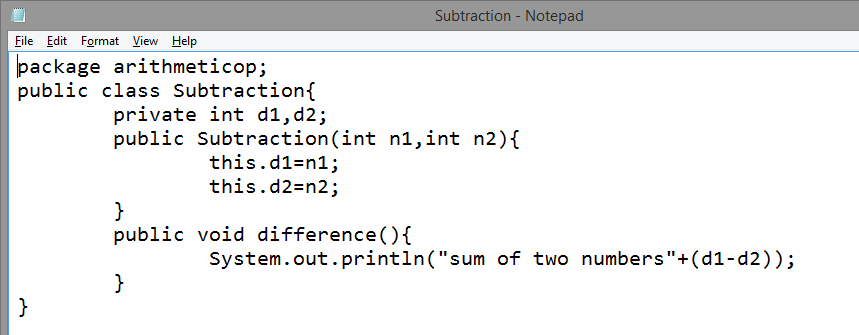 Subtraction - Notepad
File Edit Format View Help
package arithmeticop;
public class Subtraction{
        private int d1,d2;
        public Subtraction(int n1,int n2){
                this.d1=n1;
                this.d2=n2;
        }
        public void difference(){
                System.out.println("sum of two numbers"+(d1-d2));
        }
}